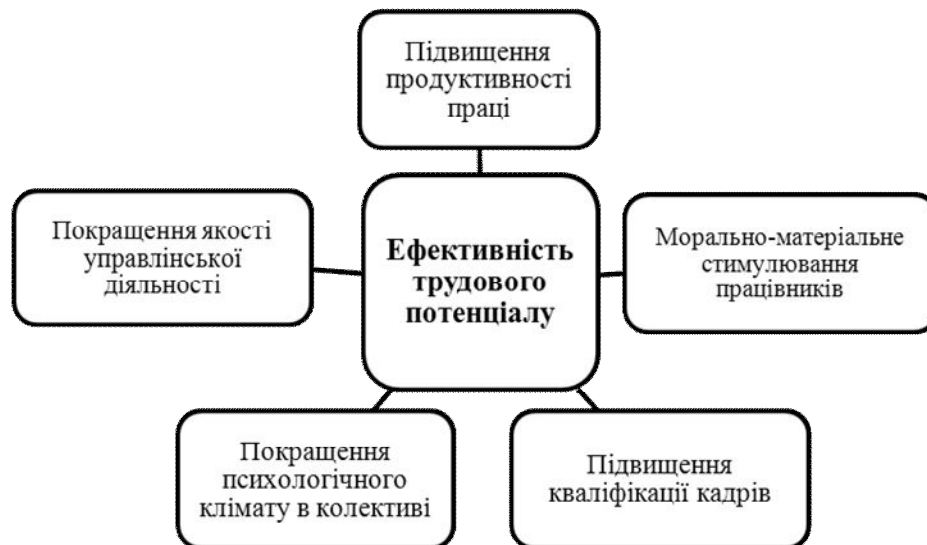 Підвищення
продуктивності
праці
Покращення якості
управлінської
діяльності
Ефективність
трудового
потенціалу
Морально-матеріальне
стимулювання
працівників
Покращення
психологічного
клімату в колективі
Підвищення
кваліфікації кадрів